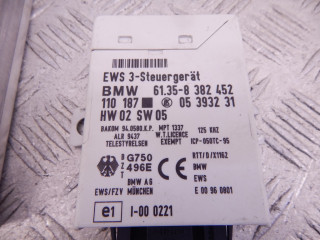 EWS 3-Steuergerät
BMW 61.35-8 382 452
110 187 05 3932 31
HW 02 SW 05
BAKOM 94.0580.K.P. MPT 1337 125 KHZ
ALR 9437 W.T.LICENCE ICP-050TC-95
TELESTYRELSEN EXEMPT
B Z T G750 496E RTT/D/X1162
BMW
BMW AG EWS
EWS/FZV MÜNCHEN E 00 96 0801
e1 I-00 0221